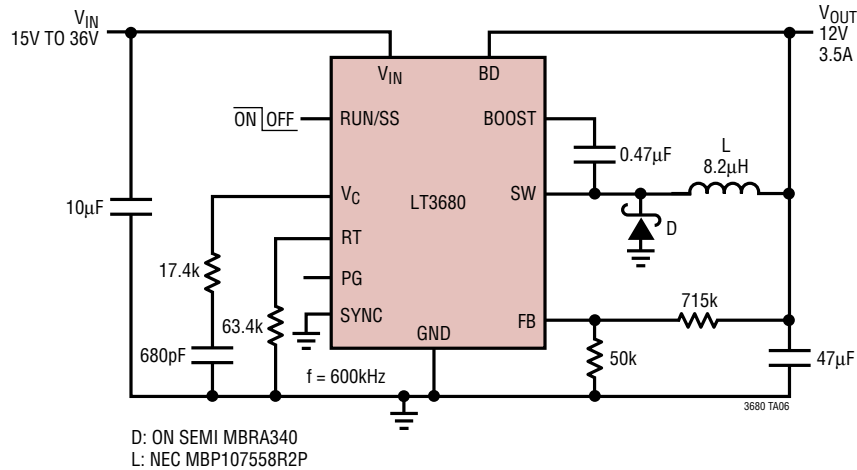 VIN
15V TO 36V
VOUT
12V
3.5A
VIN
BD
ON OFF
RUN/SS
BOOST
0.47µF
L
8.2µH
VC
LT3680
SW
10µF
D
RT
17.4k
PG
715k
63.4k
SYNC
FB
GND
680pF
50k
47µF
f = 600kHz
3680 TA06
D: ON SEMI MBRA340
L: NEC MBP107558R2P